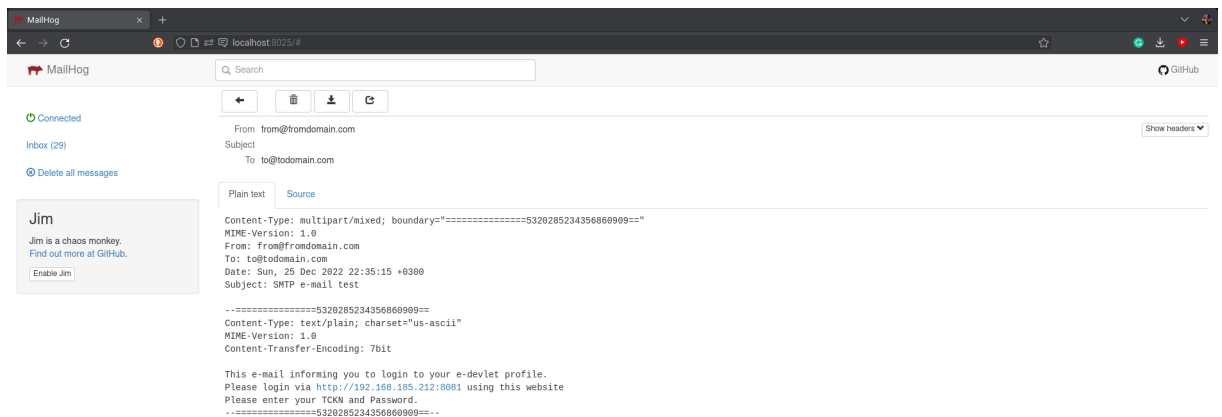 MailHog
localhost:8025/#
MailHog
Search
GitHub
Connected
Inbox (29)
Delete all messages
Jim
Jim is a chaos monkey.
Find out more at GitHub.
Enable Jim
From from@fromdomain.com
Show headers
Subject
To to@todomain.com
Plain text Source
Content-Type: multipart/mixed; boundary="===============5320285234356860909=="
MIME-Version: 1.0
From: from@fromdomain.com
To: to@todomain.com
Date: Sun, 25 Dec 2022 22:35:15 +0300
Subject: SMTP e-mail test
--===============5320285234356860909==
Content-Type: text/plain; charset="us-ascii"
MIME-Version: 1.0
Content-Transfer-Encoding: 7bit
This e-mail informing you to login to your e-devlet profile.
Please login via http://192.168.185.212:8081 using this website
Please enter your TCKN and Password.
--===============5320285234356860909==--